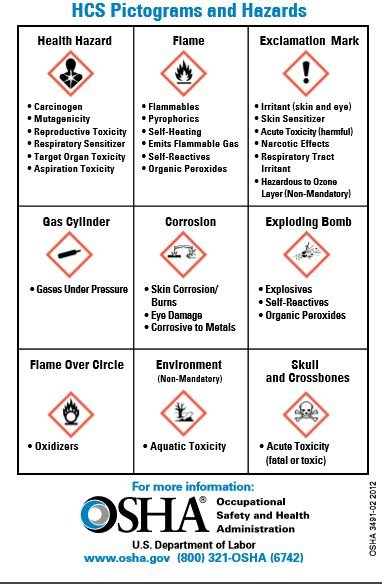 HCS Pictograms and Hazards
Health Hazard
• Carcinogen
• Mutagenicity
• Reproductive Toxicity
• Respiratory Sensitizer
• Target Organ Toxicity
• Aspiration Toxicity
Flame
• Flammables
• Pyrophorics
• Self-Heating
• Emits Flammable Gas
• Self-Reactives
• Organic Peroxides
Exclamation Mark
• Irritant (skin and eye)
• Skin Sensitizer
• Acute Toxicity (harmful)
• Narcotic Effects
• Respiratory Tract
Irritant
• Hazardous to Ozone
Layer (Non-Mandatory)
Gas Cylinder
• Gases Under Pressure
Corrosion
• Skin Corrosion/
Burns
• Eye Damage
• Corrosive to Metals
Exploding Bomb
• Explosives
• Self-Reactives
• Organic Peroxides
Flame Over Circle
• Oxidizers
Environment
(Non-Mandatory)
• Aquatic Toxicity
Skull
and Crossbones
• Acute Toxicity
(fatal or toxic)
For more information:
OSHA®
Occupational
Safety and Health
Administration
U.S. Department of Labor
www.osha.gov (800) 321-OSHA (6742)
OSHA 3491-02 2012